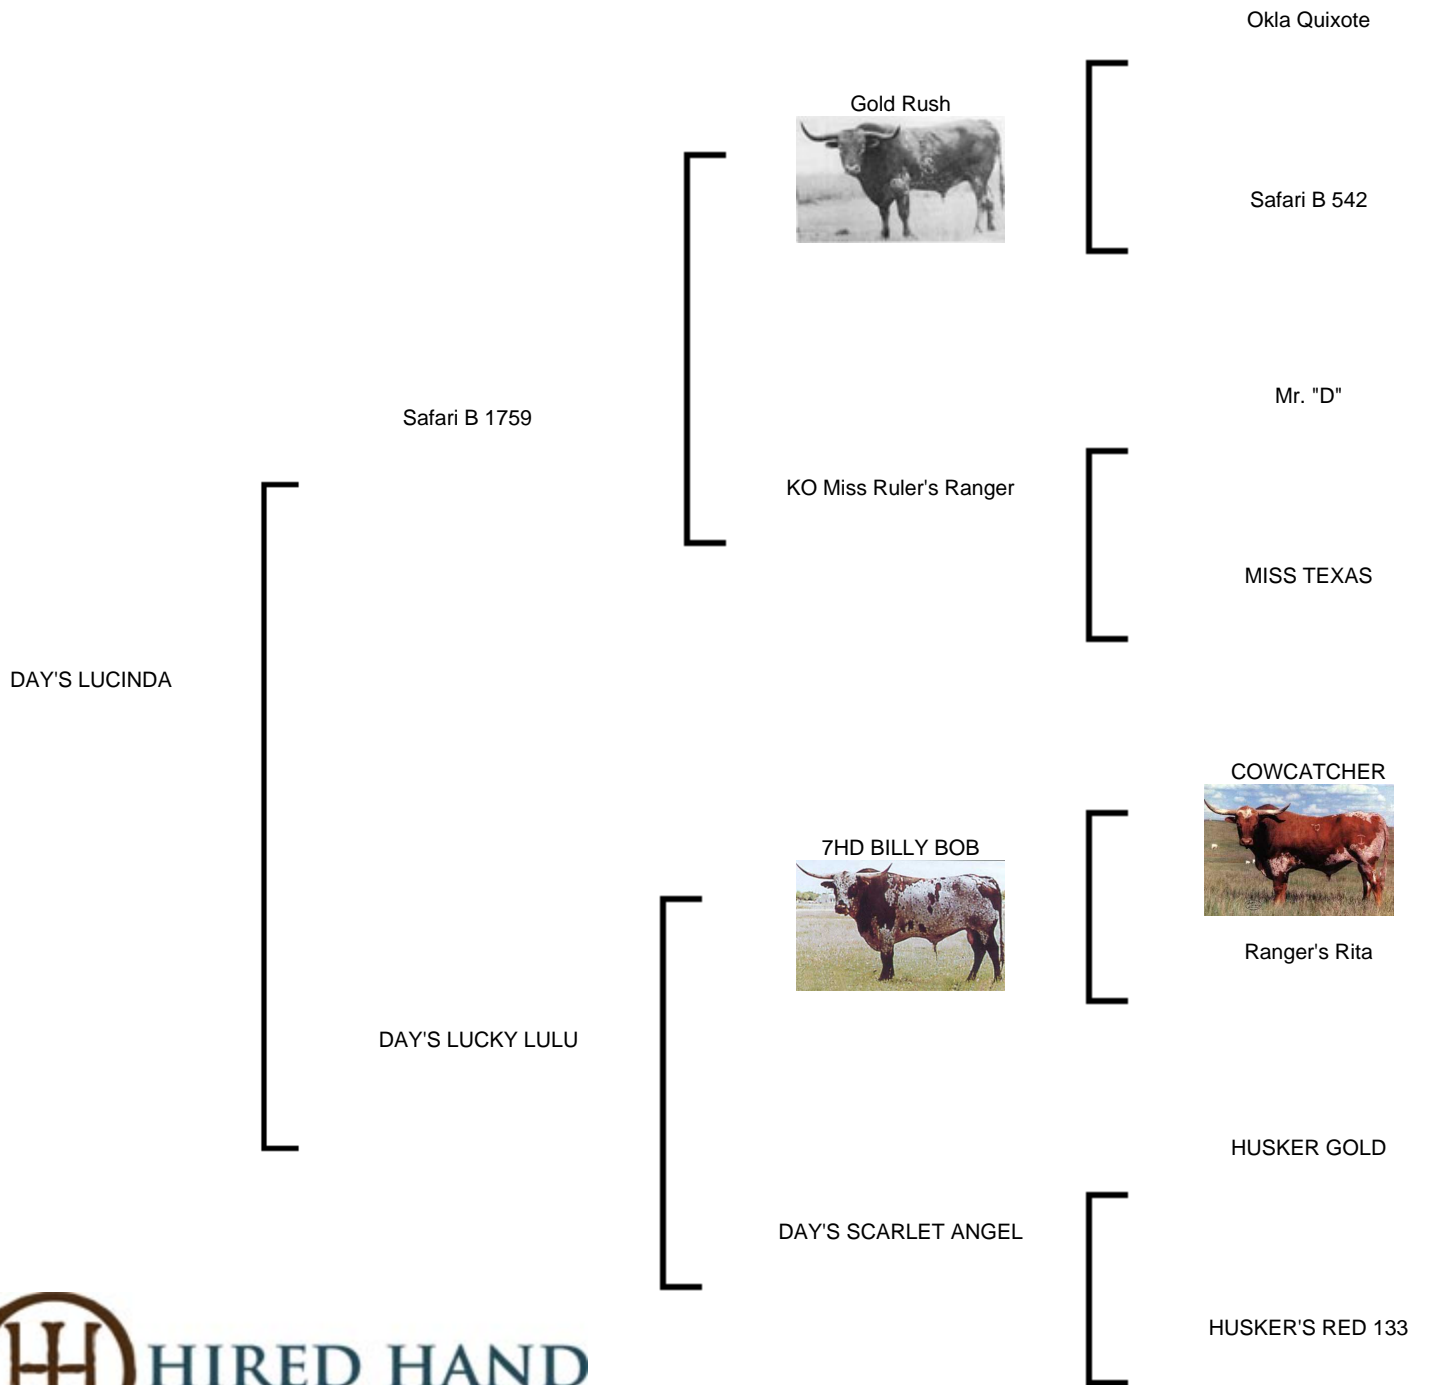 Okla Quixote
Gold Rush
Safari B 542
Mr. "D"
Safari B 1759
KO Miss Ruler's Ranger
MISS TEXAS
DAY'S LUCINDA
COWCATCHER
7HD BILLY BOB
Ranger's Rita
DAY'S LUCKY LULU
HUSKER GOLD
DAY'S SCARLET ANGEL
HUSKER'S RED 133
HIRED HAND